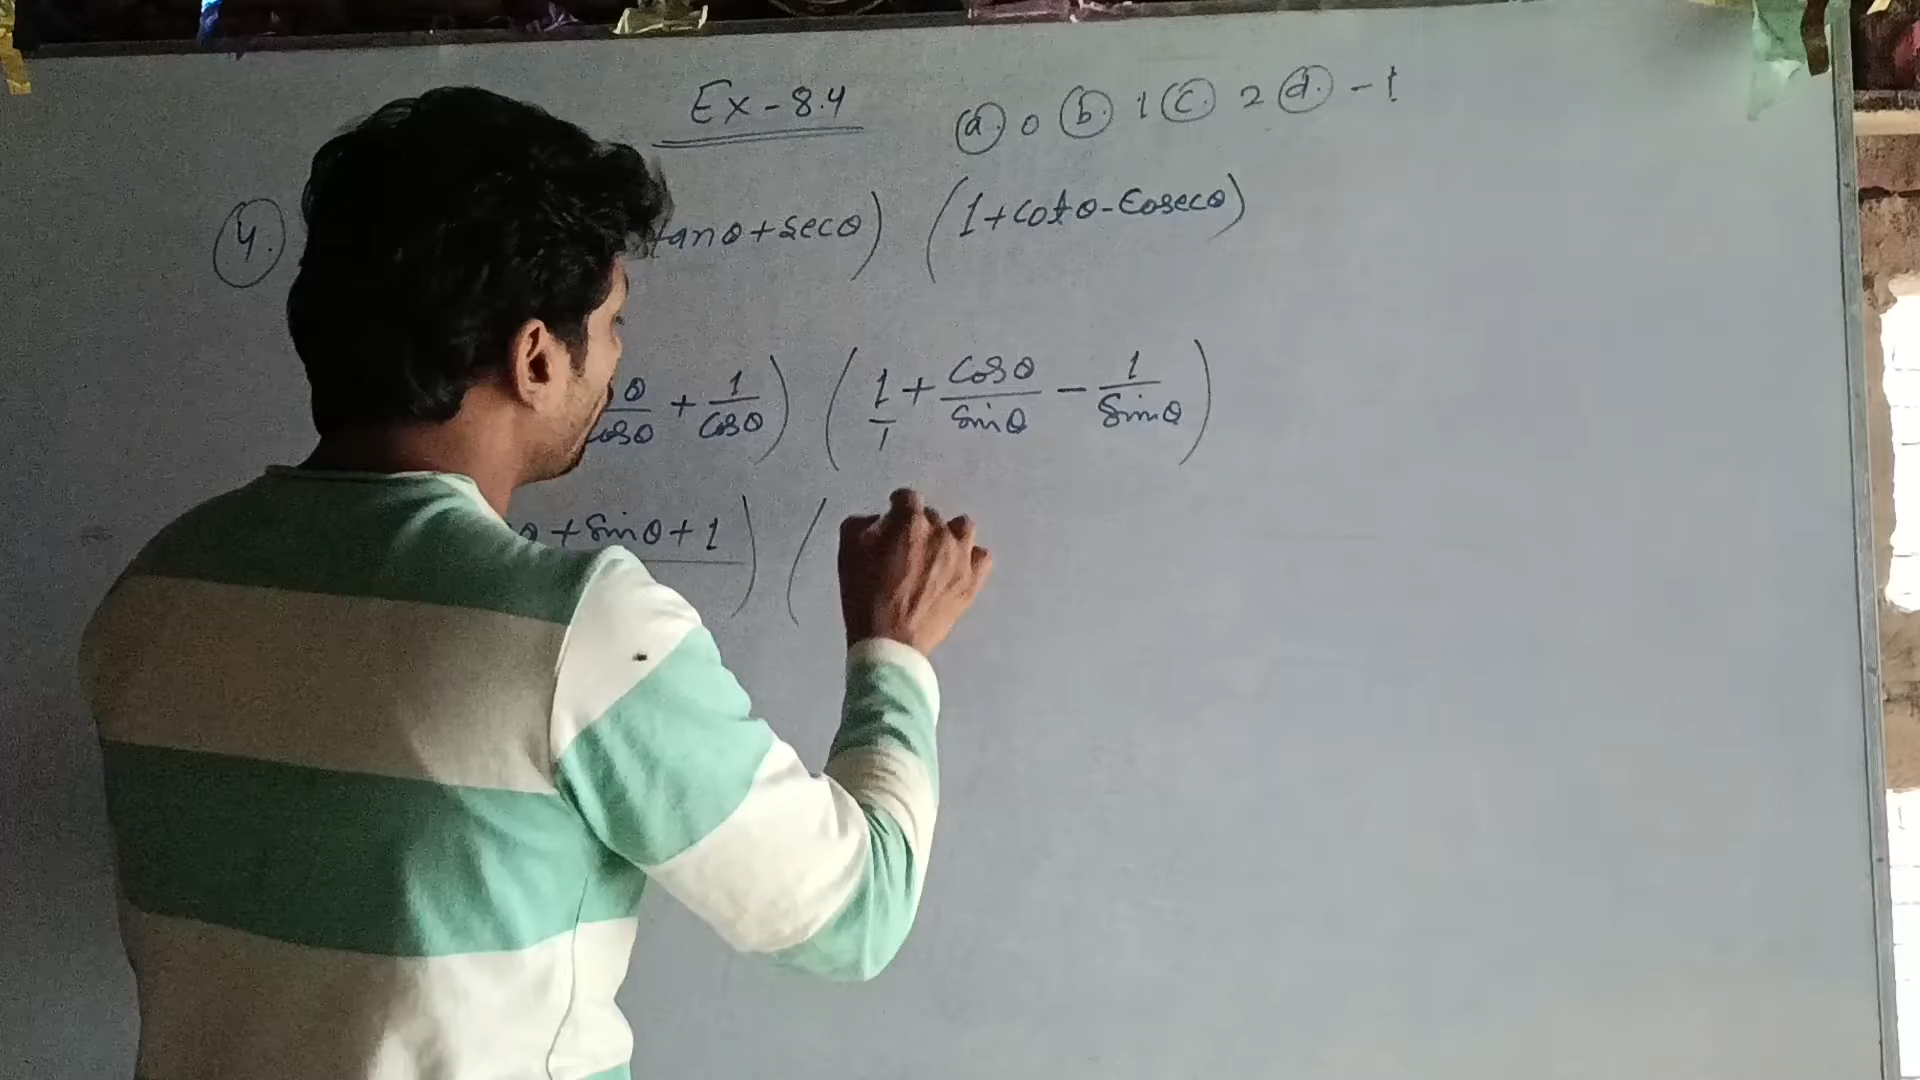 Ex-8.4
(a.) 0 (b.) 1 (c.) 2 (d.) -1
(4.) tanθ+secθ) (1+cotθ-Cosecθ)
θ/cosθ + 1/cosθ) (1/1 + cosθ/sinθ - 1/sinθ)
θ+sinθ+1) (